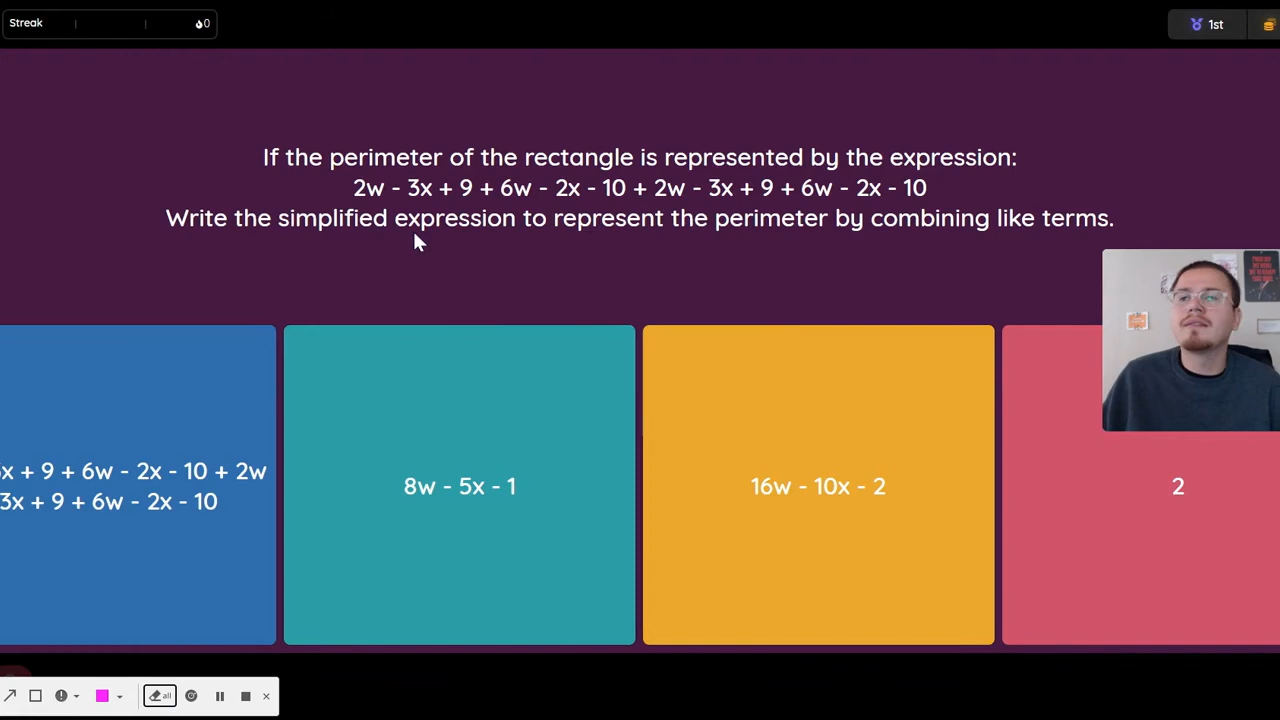 Streak
0
1st
If the perimeter of the rectangle is represented by the expression:
2w - 3x + 9 + 6w - 2x - 10 + 2w - 3x + 9 + 6w - 2x - 10
Write the simplified expression to represent the perimeter by combining like terms.
x + 9 + 6w - 2x - 10 + 2w
3x + 9 + 6w - 2x - 10
8w - 5x - 1
16w - 10x - 2
2
all